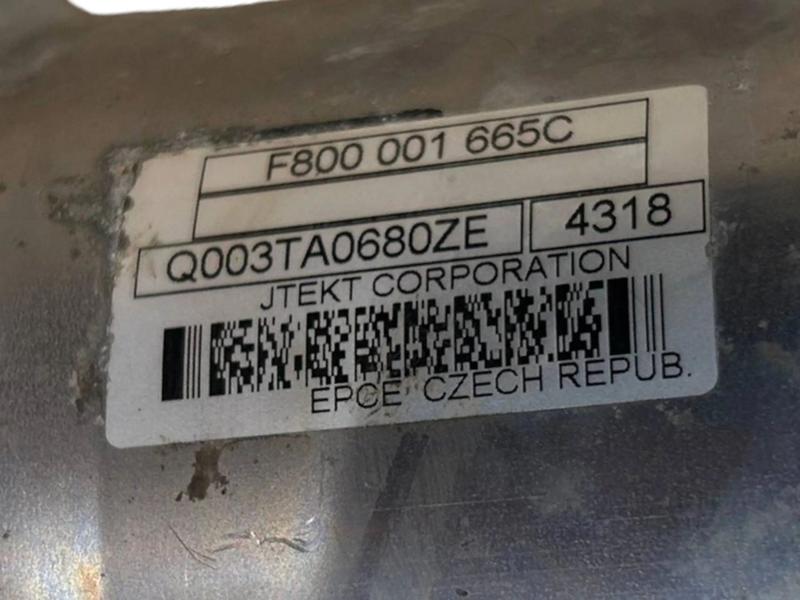 F800 001 665C
Q003TA0680ZE 4318
JTEKT CORPORATION
EPCE CZECH REPUB.